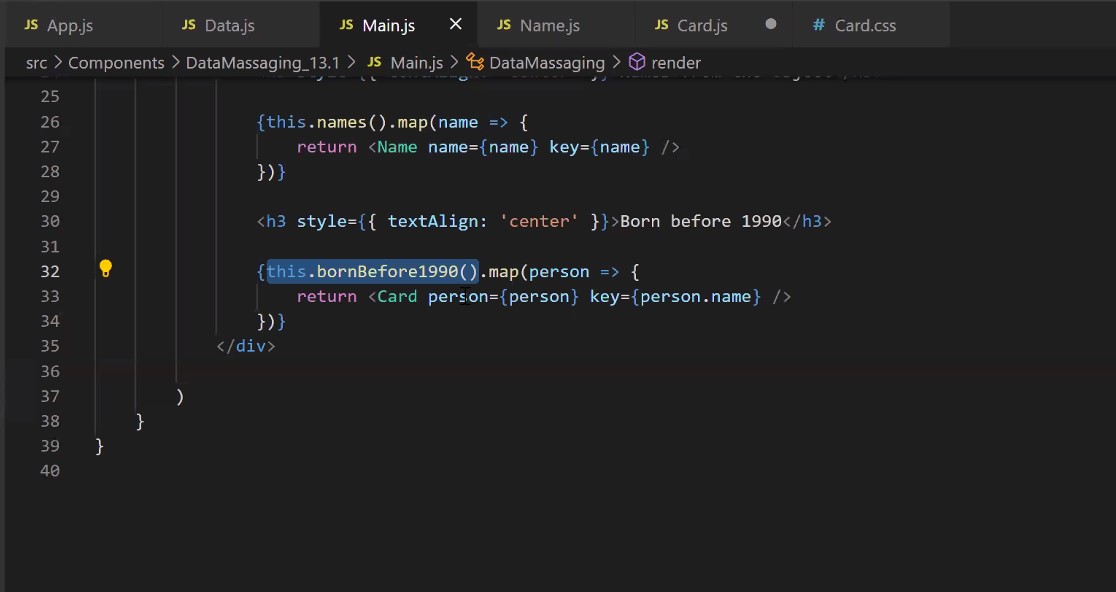 JS App.js JS Data.js JS Main.js × JS Name.js JS Card.js ● # Card.css
src > Components > DataMassaging_13.1 > JS Main.js > DataMassaging > render
25
26 {this.names().map(name => {
27 return <Name name={name} key={name} />
28 })}
29
30 <h3 style={{ textAlign: 'center' }}>Born before 1990</h3>
31
32 {this.bornBefore1990().map(person => {
33 return <Card person={person} key={person.name} />
34 })}
35 </div>
36
37 )
38 }
39 }
40